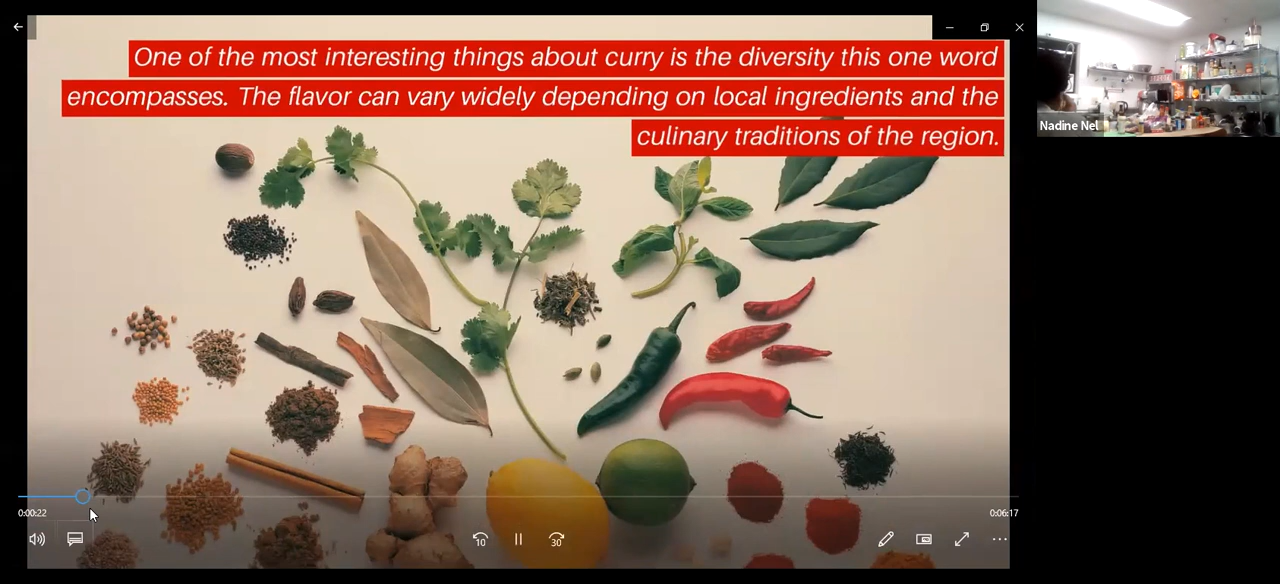 One of the most interesting things about curry is the diversity this one word
encompasses. The flavor can vary widely depending on local ingredients and the
culinary traditions of the region.
Nadine Nel
0:00:22
0:06:17
10
30